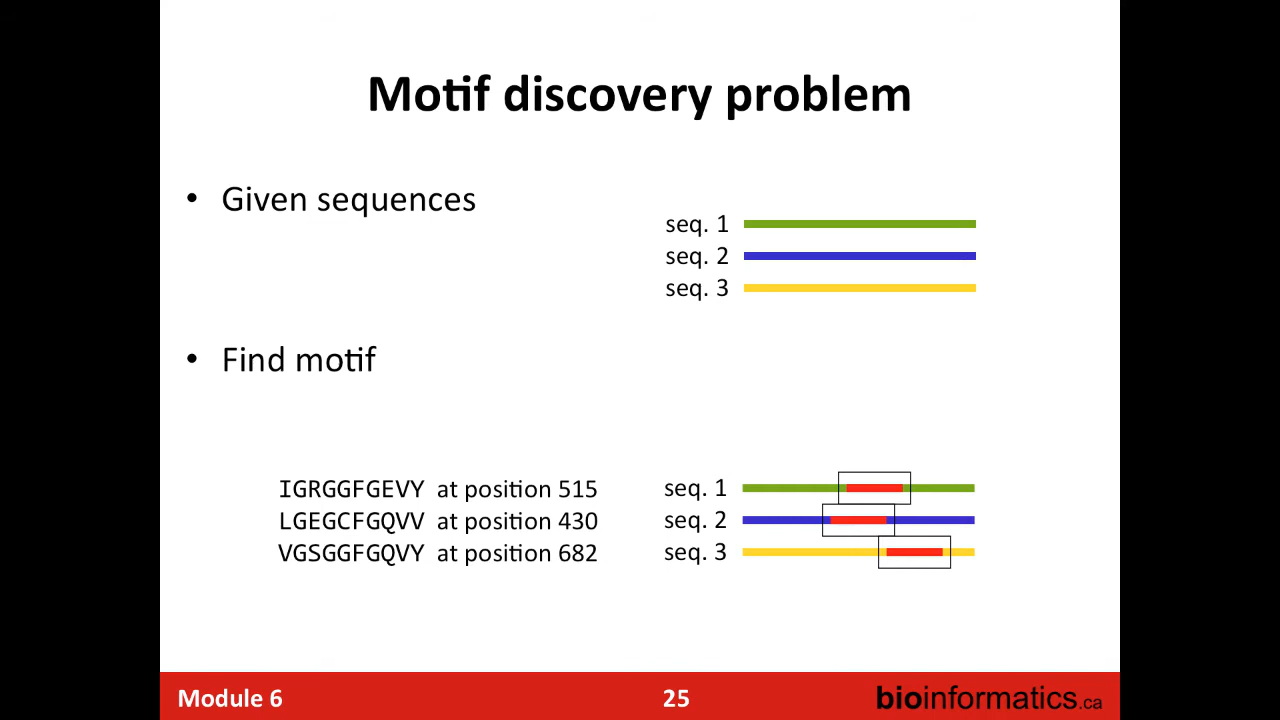 Motif discovery problem
• Given sequences
seq. 1
seq. 2
seq. 3
• Find motif
IGRGGFGEVY at position 515 seq. 1
LGEGCFGQVV at position 430 seq. 2
VGSGGFGQVY at position 682 seq. 3
Module 6 25 bioinformatics.ca